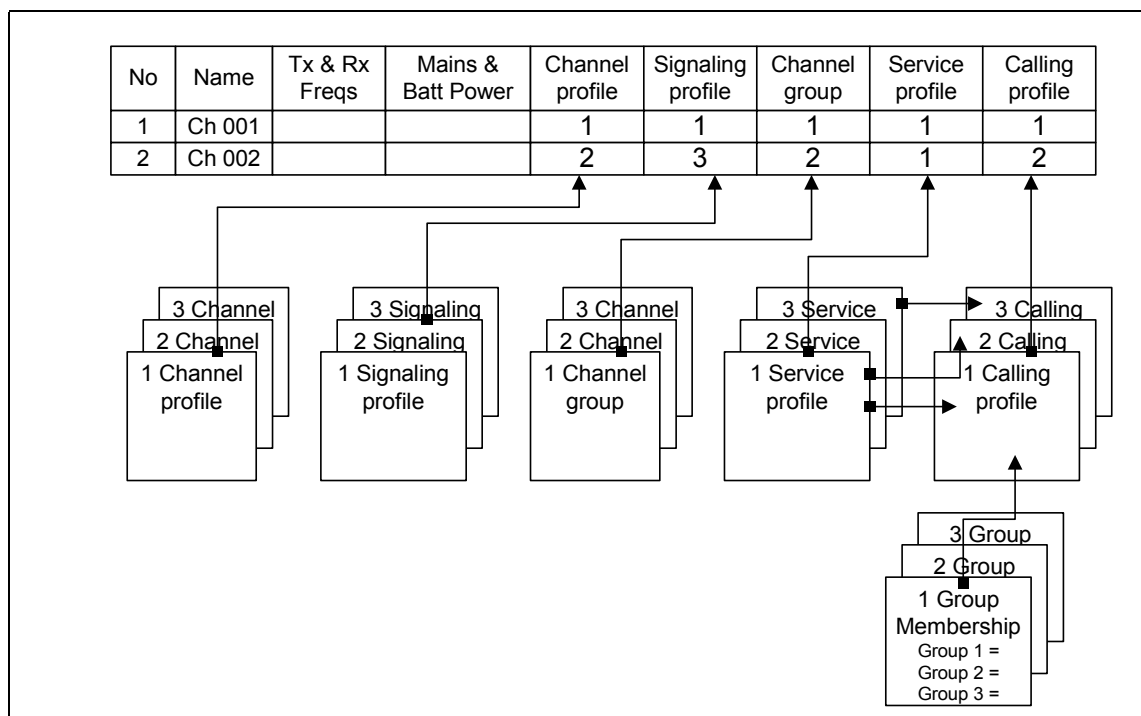 No Name Tx & Rx Freqs Mains & Batt Power Channel profile Signaling profile Channel group Service profile Calling profile
1 Ch 001 1 1 1 1 1
2 Ch 002 2 3 2 1 2
3 Channel
2 Channel
1 Channel
profile
3 Signaling
2 Signaling
1 Signaling
profile
3 Channel
2 Channel
1 Channel
group
3 Service
2 Service
1 Service
profile
3 Calling
2 Calling
1 Calling
profile
3 Group
2 Group
1 Group
Membership
Group 1 =
Group 2 =
Group 3 =